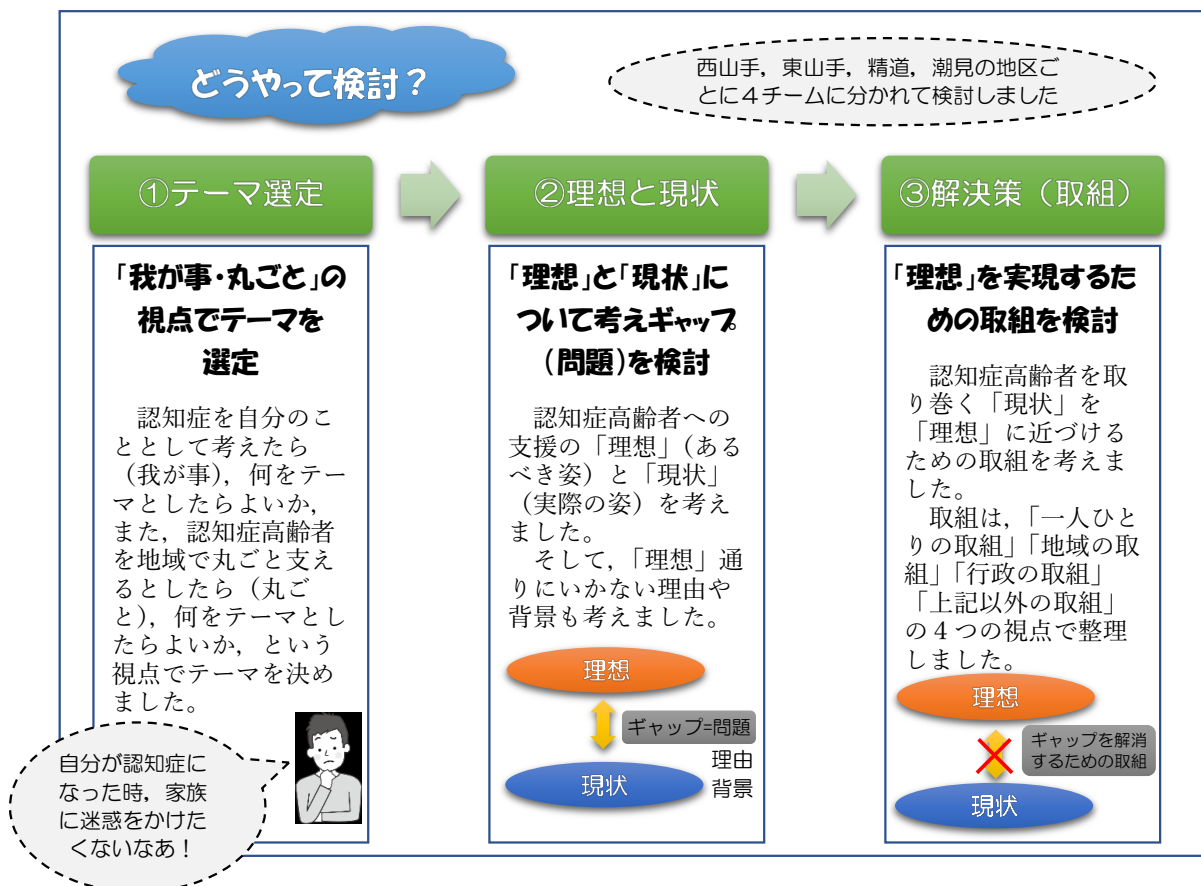 どうやって検討？
西山手，東山手，精道，潮見の地区ご
とに４チームに分かれて検討しました
①テーマ選定
②理想と現状
③解決策（取組）
「我が事・丸ごと」の
視点でテーマを
選定
認知症を自分のこ
ととして考えたら
（我が事），何をテー
マとしたらよいか，
また，認知症高齢者
を地域で丸ごと支え
るとしたら（丸ご
と），何をテーマとし
たらよいか，という
視点でテーマを決め
ました。
自分が認知症に
なった時，家族
に迷惑をかけた
くないなあ！
「理想」と「現状」に
ついて考えギャップ
（問題）を検討
認知症高齢者への
支援の「理想」（ある
べき姿）と「現状」
（実際の姿）を考え
ました。
そして，「理想」通
りにいかない理由や
背景も考えました。
理想
ギャップ=問題
理由
背景
現状
「理想」を実現するた
めの取組を検討
認知症高齢者を取
り巻く「現状」を
「理想」に近づける
ための取組を考えま
した。
取組は，「一人ひと
りの取組」「地域の取
組」「行政の取組」
「上記以外の取組」
の４つの視点で整理
しました。
理想
ギャップを解消
するための取組
現状